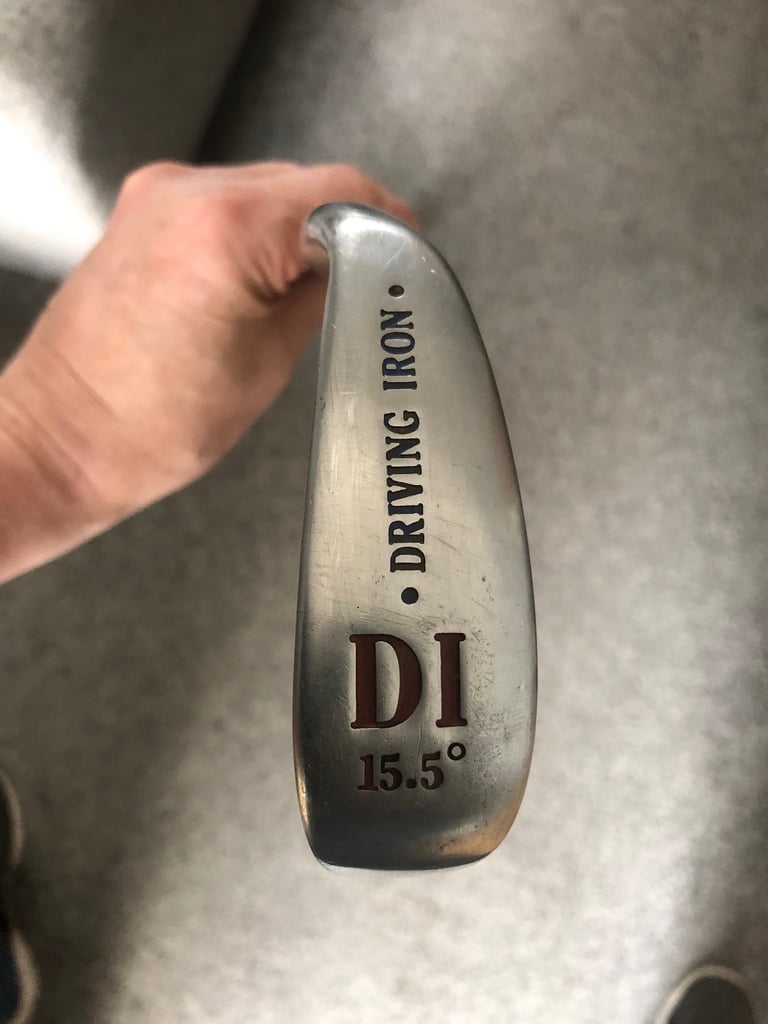 • DRIVING IRON •
DI
15.5°